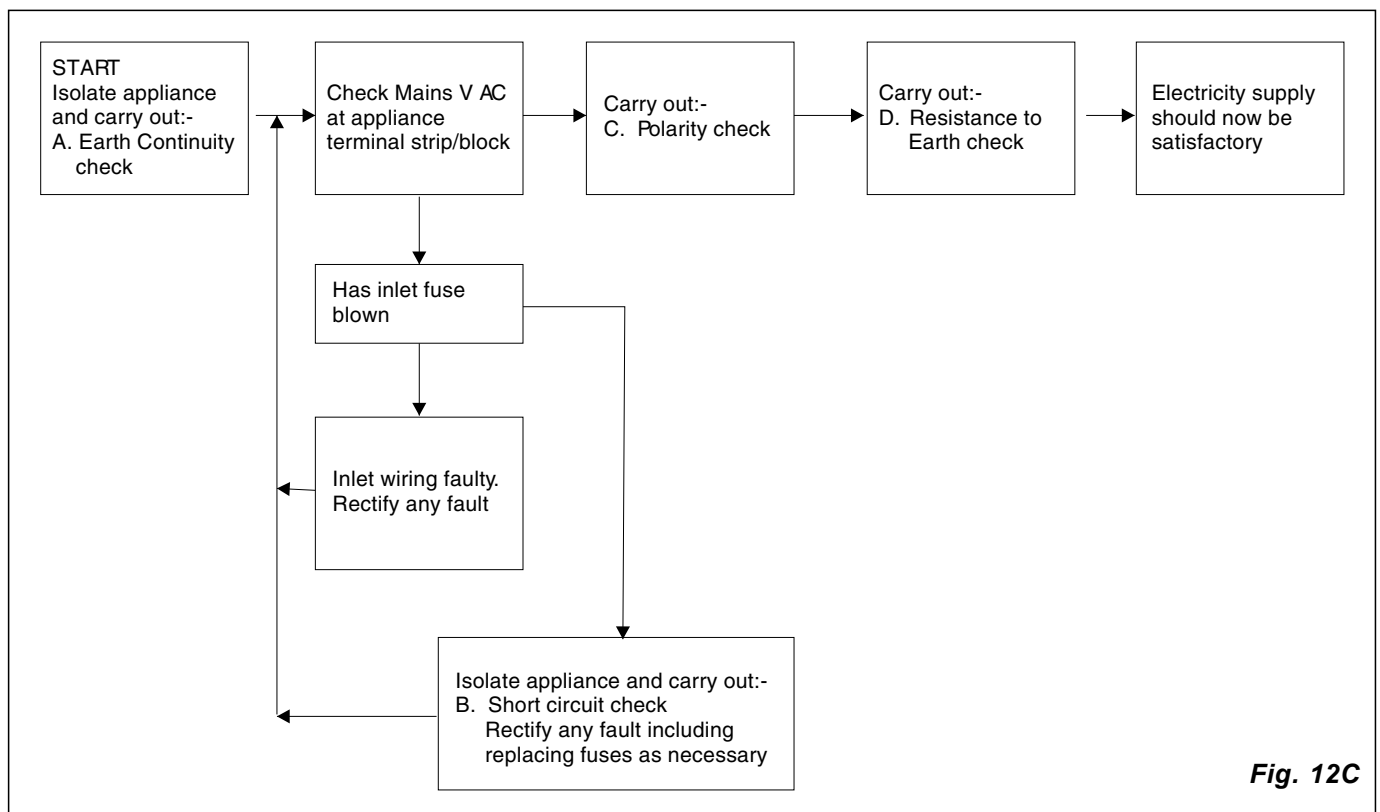 START
Isolate appliance
and carry out:-
A. Earth Continuity
check
Check Mains V AC
at appliance
terminal strip/block
Carry out:-
C. Polarity check
Carry out:-
D. Resistance to
Earth check
Electricity supply
should now be
satisfactory
Has inlet fuse
blown
Inlet wiring faulty.
Rectify any fault
Isolate appliance and carry out:-
B. Short circuit check
Rectify any fault including
replacing fuses as necessary
Fig. 12C